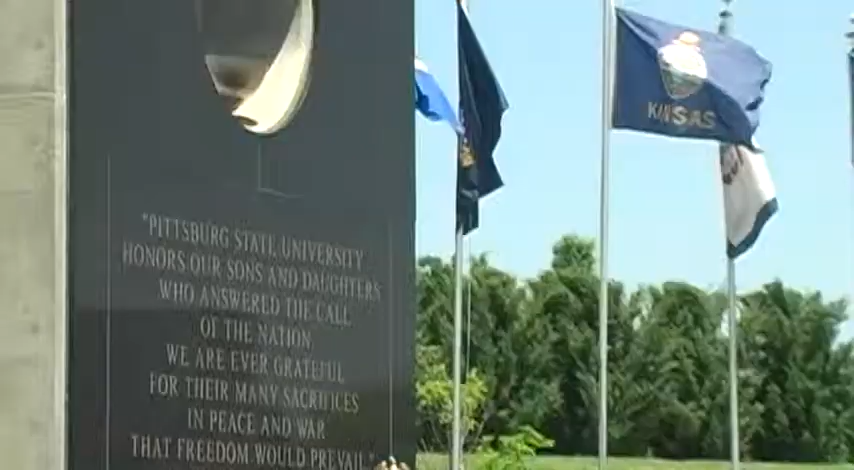 "PITTSBURG STATE UNIVERSITY
HONORS OUR SONS AND DAUGHTERS
WHO ANSWERED THE CALL
OF THE NATION.
WE ARE EVER GRATEFUL
FOR THEIR MANY SACRIFICES
IN PEACE AND WAR
THAT FREEDOM WOULD PREVAIL."
KANSAS